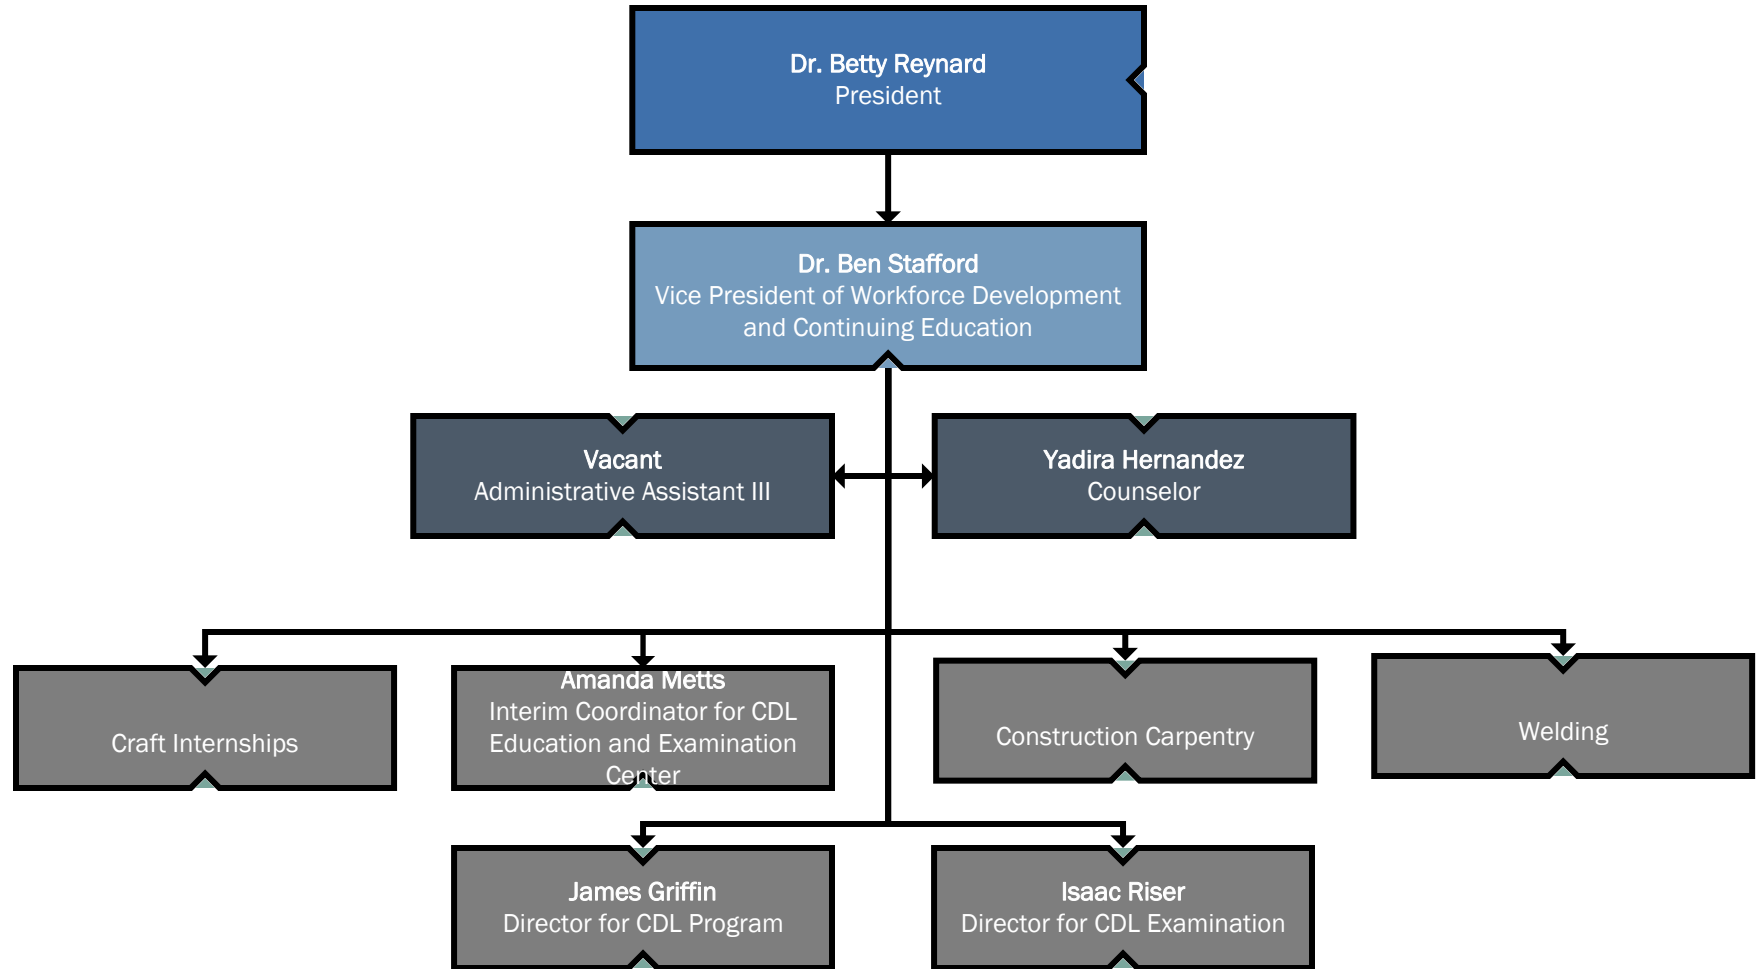 Dr. Betty Reynard
President
Dr. Ben Stafford
Vice President of Workforce Development
and Continuing Education
Vacant
Administrative Assistant III
Yadira Hernandez
Counselor
Craft Internships
Amanda Metts
Interim Coordinator for CDL
Education and Examination
Center
Construction Carpentry
Welding
James Griffin
Director for CDL Program
Isaac Riser
Director for CDL Examination